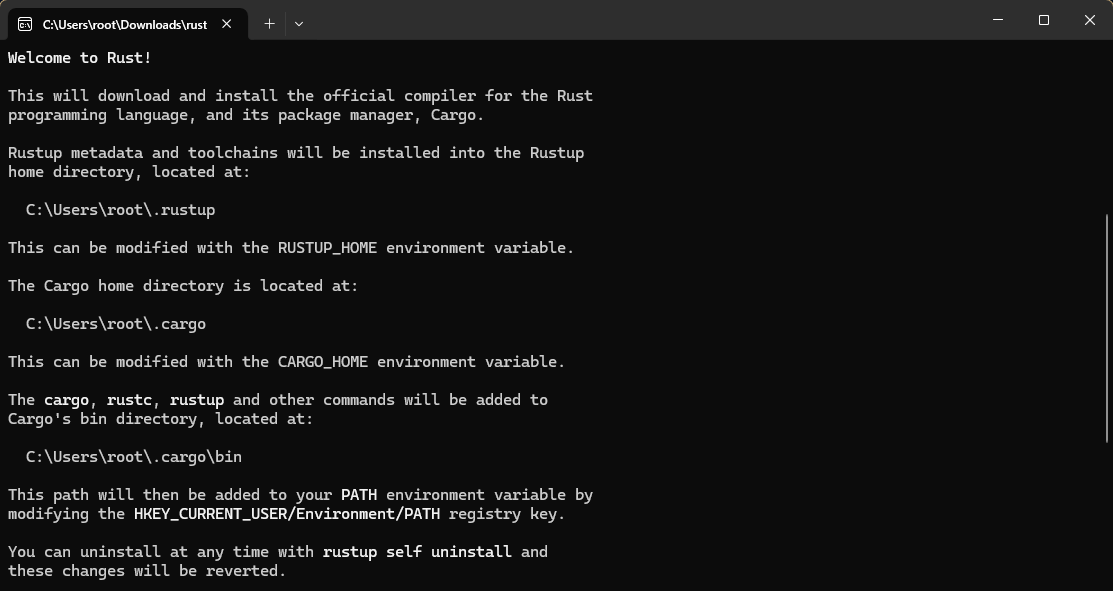 C:\Users\root\Downloads\rust
Welcome to Rust!
This will download and install the official compiler for the Rust
programming language, and its package manager, Cargo.
Rustup metadata and toolchains will be installed into the Rustup
home directory, located at:
C:\Users\root\.rustup
This can be modified with the RUSTUP_HOME environment variable.
The Cargo home directory is located at:
C:\Users\root\.cargo
This can be modified with the CARGO_HOME environment variable.
The cargo, rustc, rustup and other commands will be added to
Cargo's bin directory, located at:
C:\Users\root\.cargo\bin
This path will then be added to your PATH environment variable by
modifying the HKEY_CURRENT_USER/Environment/PATH registry key.
You can uninstall at any time with rustup self uninstall and
these changes will be reverted.